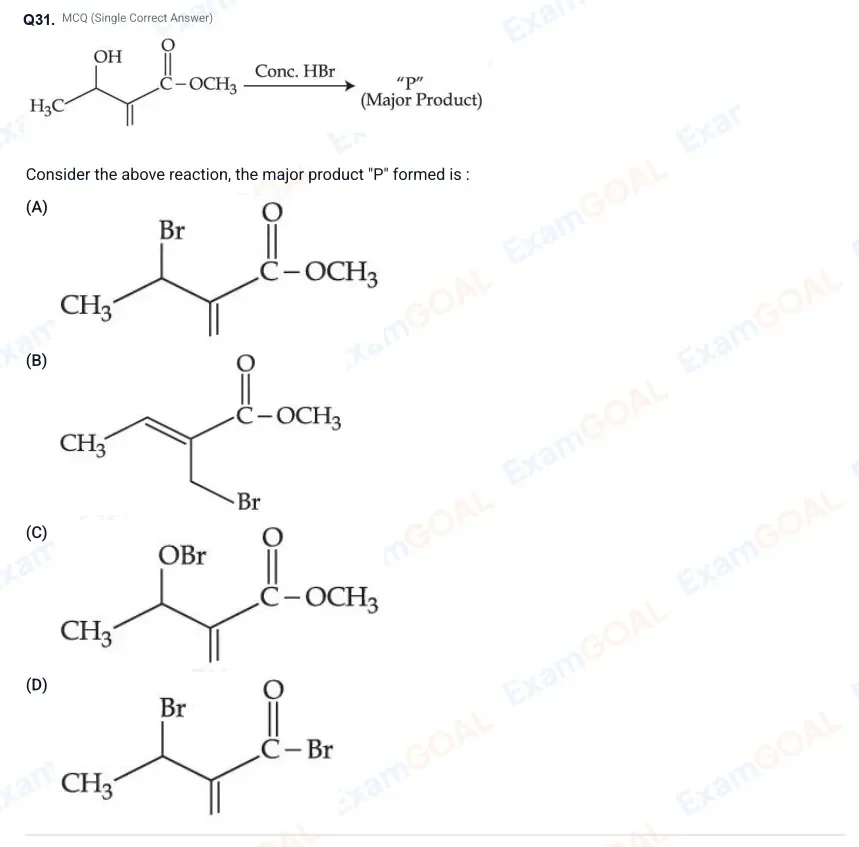 Q31. MCQ (Single Correct Answer)
OH
O
C-OCH3
H3C
Conc. HBr
"P"
(Major Product)
Consider the above reaction, the major product "P" formed is :
(A)
Br
O
C-OCH3
CH3
(B)
O
C-OCH3
CH3
Br
(C)
OBr
O
C-OCH3
CH3
(D)
Br
O
C-Br
CH3
ExamGOAL